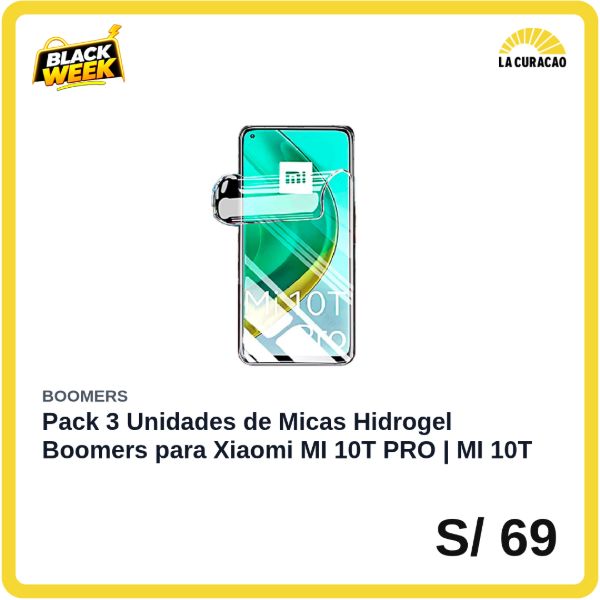 BLACK
WEEK
LA CURACAO
mi
Mi 10T
Pro
BOOMERS
Pack 3 Unidades de Micas Hidrogel
Boomers para Xiaomi MI 10T PRO | MI 10T
S/ 69